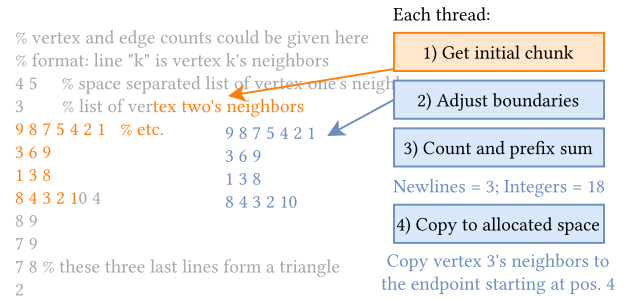 Each thread:
% vertex and edge counts could be given here
% format: line "k" is vertex k's neighbors
4 5 % space separated list of vertex one's neighb
3 % list of vertex two's neighbors
9 8 7 5 4 2 1 % etc.
3 6 9
1 3 8
8 4 3 2 10 4
8 9
7 9
7 8 % these three last lines form a triangle
2
9 8 7 5 4 2 1
3 6 9
1 3 8
8 4 3 2 10
1) Get initial chunk
2) Adjust boundaries
3) Count and prefix sum
Newlines = 3; Integers = 18
4) Copy to allocated space
Copy vertex 3's neighbors to
the endpoint starting at pos. 4